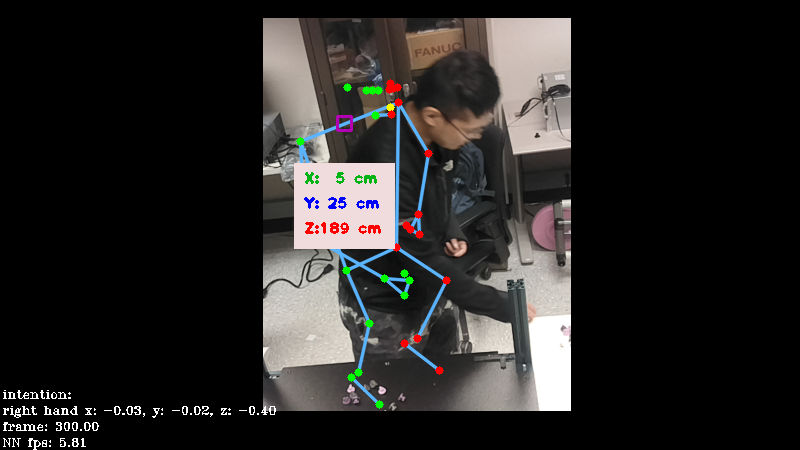 FANUC
X: 5 cm
Y: 25 cm
Z:189 cm
intention:
right hand x: −0.03, y: −0.02, z: −0.40
frame: 300.00
NN fps: 5.81